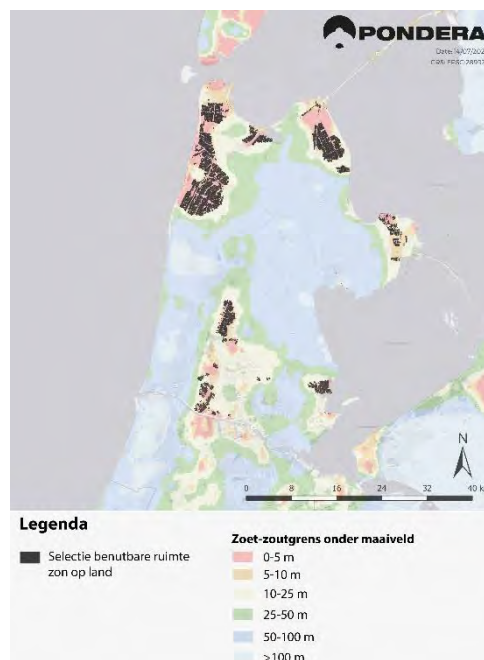 PONDERA
0 8 16 24 32 40 k
N
Legenda
Selectie benutbare ruimte
zon op land
Zoet-zoutgrens onder maaiveld
0-5 m
5-10 m
10-25 m
25-50 m
50-100 m
>100 m